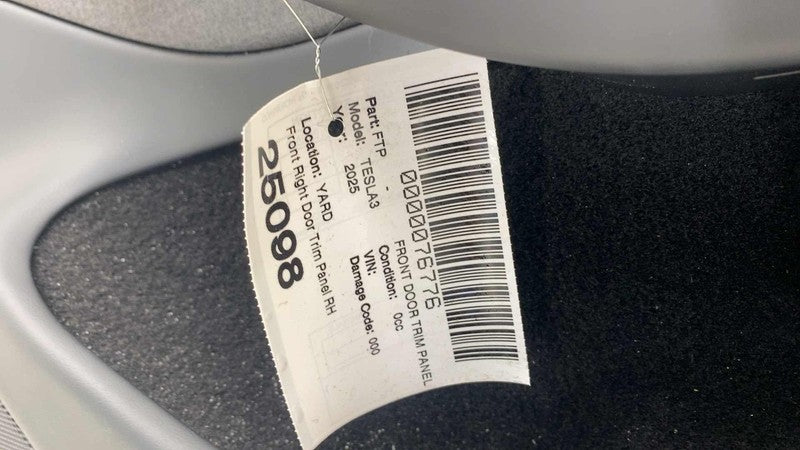 0000076776
Part: FTP - FRONT DOOR TRIM PANEL
Model: TESLA3 Condition: 0cc
2025 VIN:
Location: YARD Damage Code: 000
Front Right Door Trim Panel RH
25098